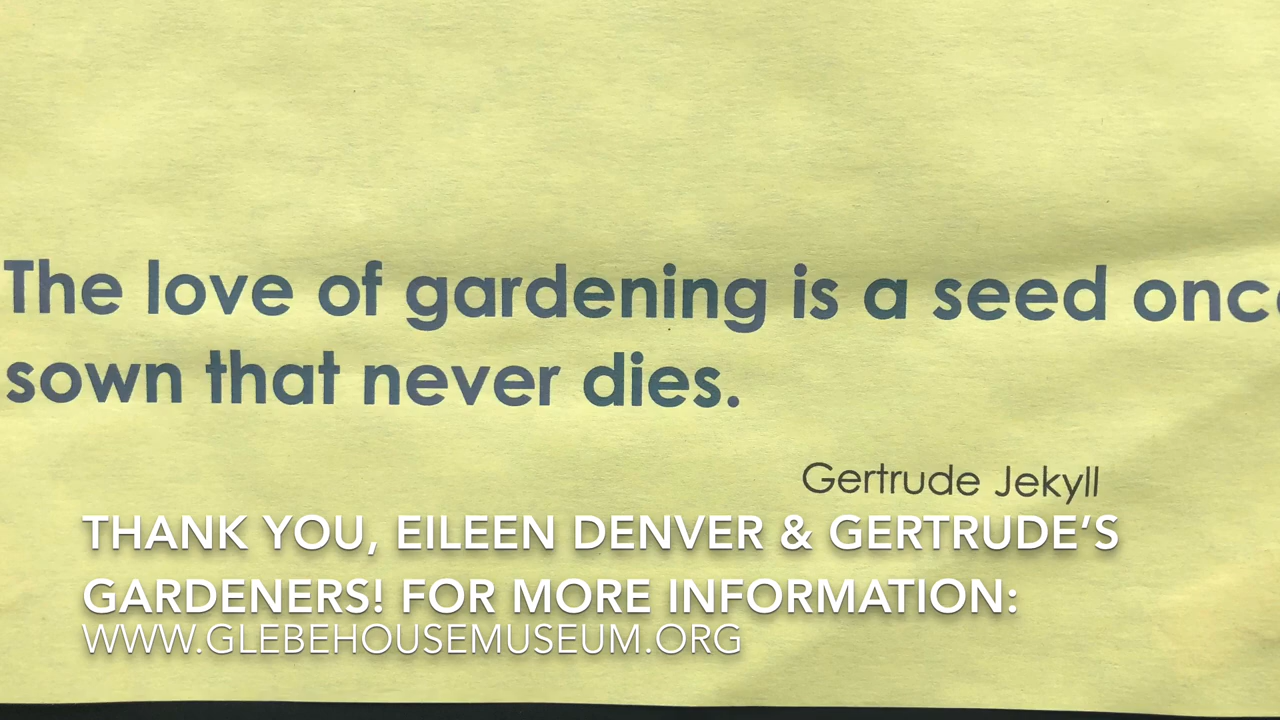 The love of gardening is a seed once
sown that never dies.
Gertrude Jekyll
THANK YOU, EILEEN DENVER & GERTRUDE’S
GARDENERS! FOR MORE INFORMATION:
WWW.GLEBEHOUSEMUSEUM.ORG